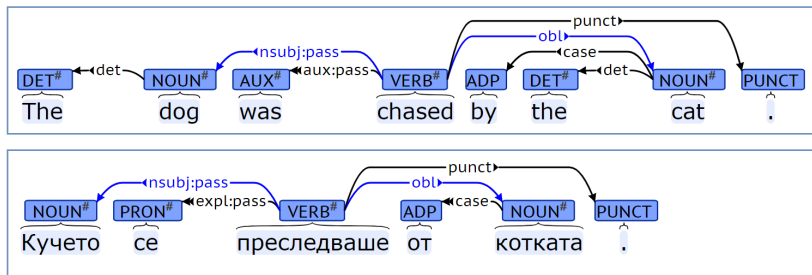 punct
obl
nsubj:pass case
det aux:pass det
DET# NOUN# AUX# VERB# ADP DET# NOUN# PUNCT
The dog was chased by the cat .
punct
nsubj:pass obl
expl:pass case
NOUN# PRON# VERB# ADP NOUN# PUNCT
Кучето се преследваше от котката .